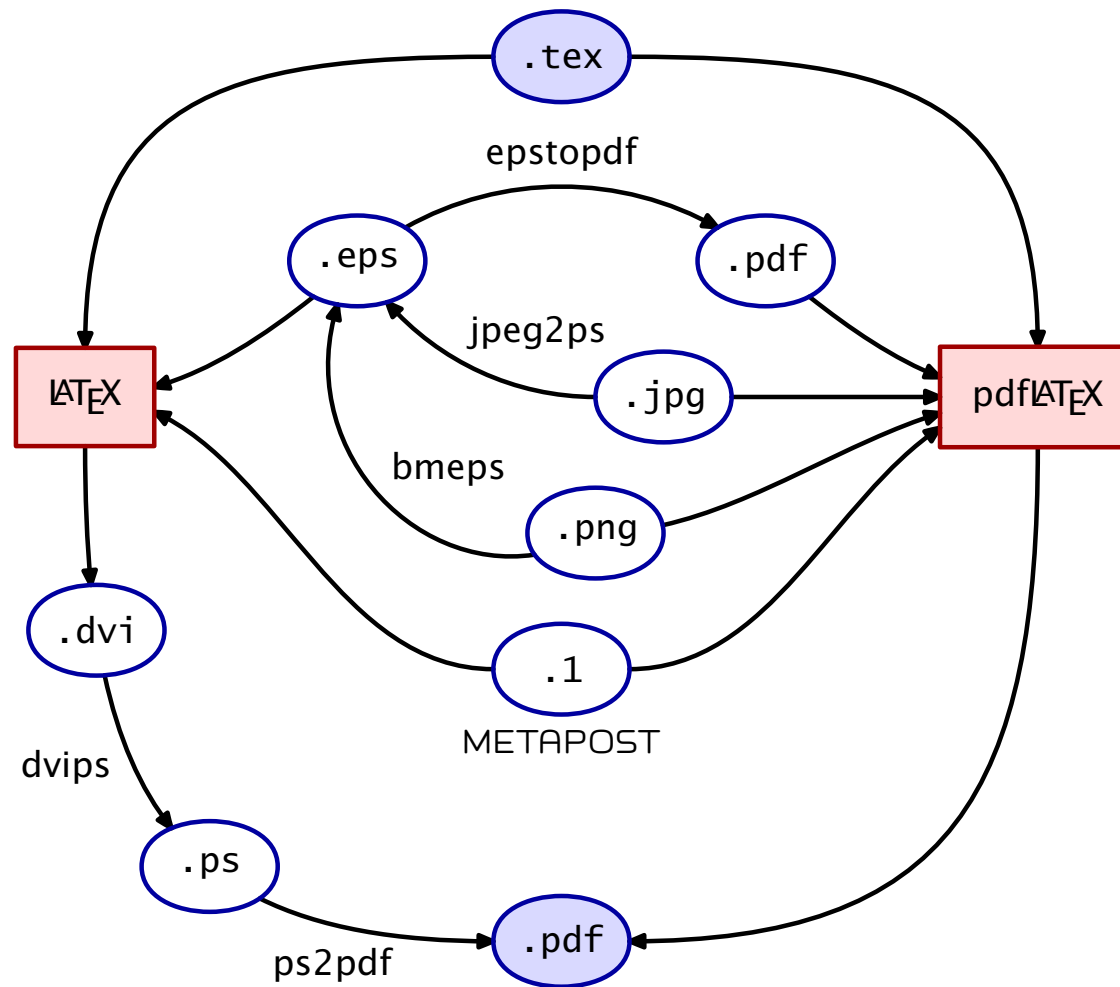 .tex
epstopdf
.eps
.pdf
jpeg2ps
LATEX
.jpg
pdfLATEX
bmeps
.png
.dvi
.1
METAPOST
dvips
.ps
.pdf
ps2pdf